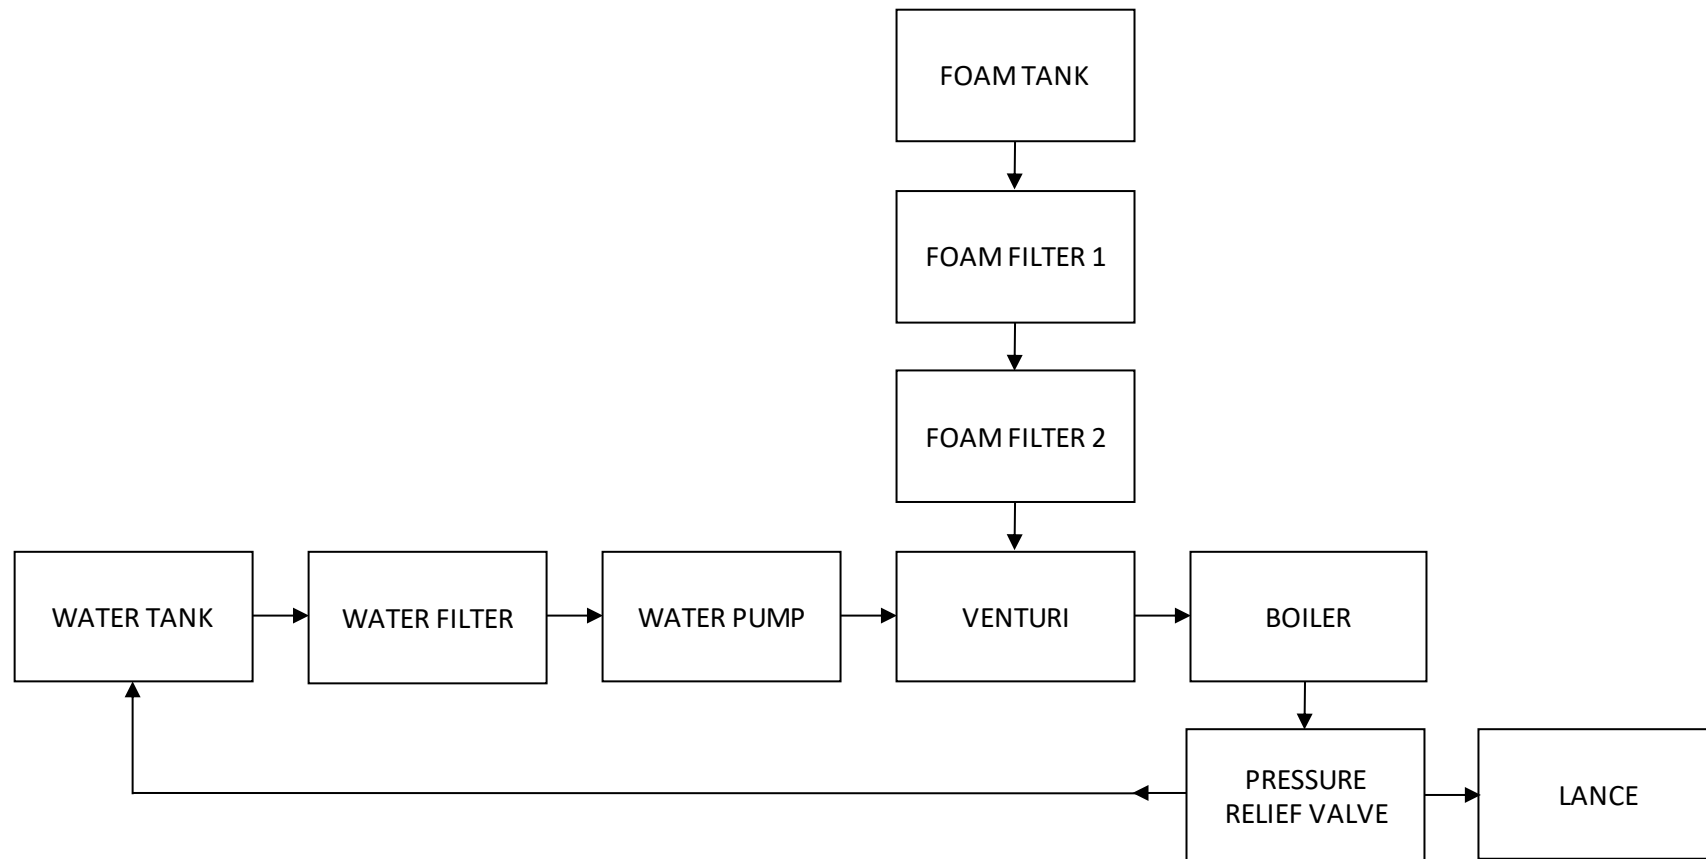 FOAM TANK
FOAM FILTER 1
FOAM FILTER 2
WATER TANK
WATER FILTER
WATER PUMP
VENTURI
BOILER
PRESSURE
RELIEF VALVE
LANCE